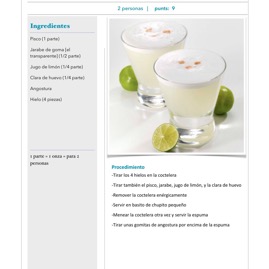 2 personas | punts: 9
Ingredientes
Pisco (1 parte)
Jarabe de goma (al
transparente) (1/2 parte)
Jugo de limón (1/4 parte)
Clara de huevo (1/4 parte)
Angostura
Hielo (4 piezas)
1 parte = 1 onza = para 2
personas
Procedimiento
-Tirar los 4 hielos en la coctelera
-Tirar también el pisco, jarabe, jugo de limón, y la clara de huevo
-Remover la coctelera enérgicamente
-Servir en basito de chupito pequeño
-Menear la coctelera otra vez y servir la espuma
-Tirar unas gomitas de angostura por encima de la espuma